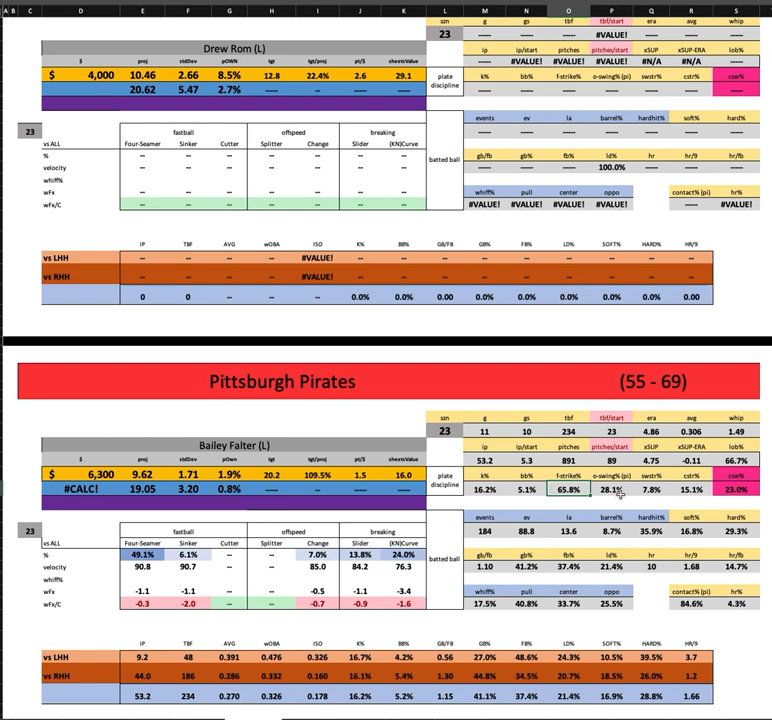 A B C D E F G H I J K L M N O P Q R S
szn g gs tbf tbf/start era avg whip
23 ----- ----- ----- #VALUE! ----- ----- -----
Drew Rom (L) ip ip/start pitches pitches/start xSUP xSUP-ERA lob%
$ proj stdDev pOWN tgt tgt/proj pt/$ sheetsValue ----- #VALUE! #VALUE! #VALUE! #N/A #N/A -----
$ 4,000 10.46 2.66 8.5% 12.8 22.4% 2.6 29.1 plate discipline k% bb% f-strike% o-swing% (pi) swstr% cstr% csw%
20.62 5.47 2.7% ----- ----- ----- ----- ----- ----- ----- ----- ----- ----- -----
events ev la barrel% hardhit% soft% hard%
23 fastball offspeed breaking ----- ----- ----- ----- ----- ----- -----
vs ALL Four-Seamer Sinker Cutter Splitter Change Slider (KN)Curve
% -- -- -- -- -- -- -- batted ball gb/fb gb% fb% ld% hr hr/9 hr/fb
velocity -- -- -- -- -- -- -- ----- ----- ----- 100.0% ----- ----- -----
whiff%
wFx -- -- -- -- -- -- -- whiff% pull center oppo contact% (pi) hr%
wFx/C -- -- -- -- -- -- -- #VALUE! #VALUE! #VALUE! #VALUE! ----- #VALUE!
IP TBF AVG wOBA ISO K% BB% GB/FB GB% FB% LD% SOFT% HARD% HR/9
vs LHH -- -- -- -- #VALUE! -- -- -- -- -- -- -- -- --
vs RHH -- -- -- -- #VALUE! -- -- -- -- -- -- -- -- --
0 0 -- -- -- 0.0% 0.0% 0.00 0.0% 0.0% 0.0% 0.0% 0.0% 0.00
Pittsburgh Pirates (55 - 69)
szn g gs tbf tbf/start era avg whip
23 11 10 234 23 4.86 0.306 1.49
Bailey Falter (L) ip ip/start pitches pitches/start xSUP xSUP-ERA lob%
$ proj stdDev pOWN tgt tgt/proj pt/$ sheetsValue 53.2 5.3 891 89 4.75 -0.11 66.7%
$ 6,300 9.62 1.71 1.9% 20.2 109.5% 1.5 16.0 plate discipline k% bb% f-strike% o-swing% (pi) swstr% cstr% csw%
#CALC! 19.05 3.20 0.8% ----- -- -- ----- 16.2% 5.1% 65.8% 28.1% 7.8% 15.1% 23.0%
events ev la barrel% hardhit% soft% hard%
23 fastball offspeed breaking 184 88.8 13.6 8.7% 35.9% 16.8% 29.3%
vs ALL Four-Seamer Sinker Cutter Splitter Change Slider (KN)Curve
% 49.1% 6.1% -- -- 7.0% 13.8% 24.0% batted ball gb/fb gb% fb% ld% hr hr/9 hr/fb
velocity 90.8 90.7 -- -- 85.0 84.2 76.3 1.10 41.2% 37.4% 21.4% 10 1.68 14.7%
whiff%
wFx -1.1 -1.1 -- -- -0.5 -1.1 -3.4 whiff% pull center oppo contact% (pi) hr%
wFx/C -0.3 -2.0 -- -- -0.7 -0.9 -1.6 17.5% 40.8% 33.7% 25.5% 84.6% 4.3%
IP TBF AVG wOBA ISO K% BB% GB/FB GB% FB% LD% SOFT% HARD% HR/9
vs LHH 9.2 48 0.391 0.476 0.326 16.7% 4.2% 0.56 27.0% 48.6% 24.3% 10.5% 39.5% 3.7
vs RHH 44.0 186 0.286 0.332 0.160 16.1% 5.4% 1.30 44.8% 34.5% 20.7% 18.5% 26.0% 1.2
53.2 234 0.270 0.326 0.178 16.2% 5.2% 1.15 41.1% 37.4% 21.4% 16.9% 28.8% 1.66